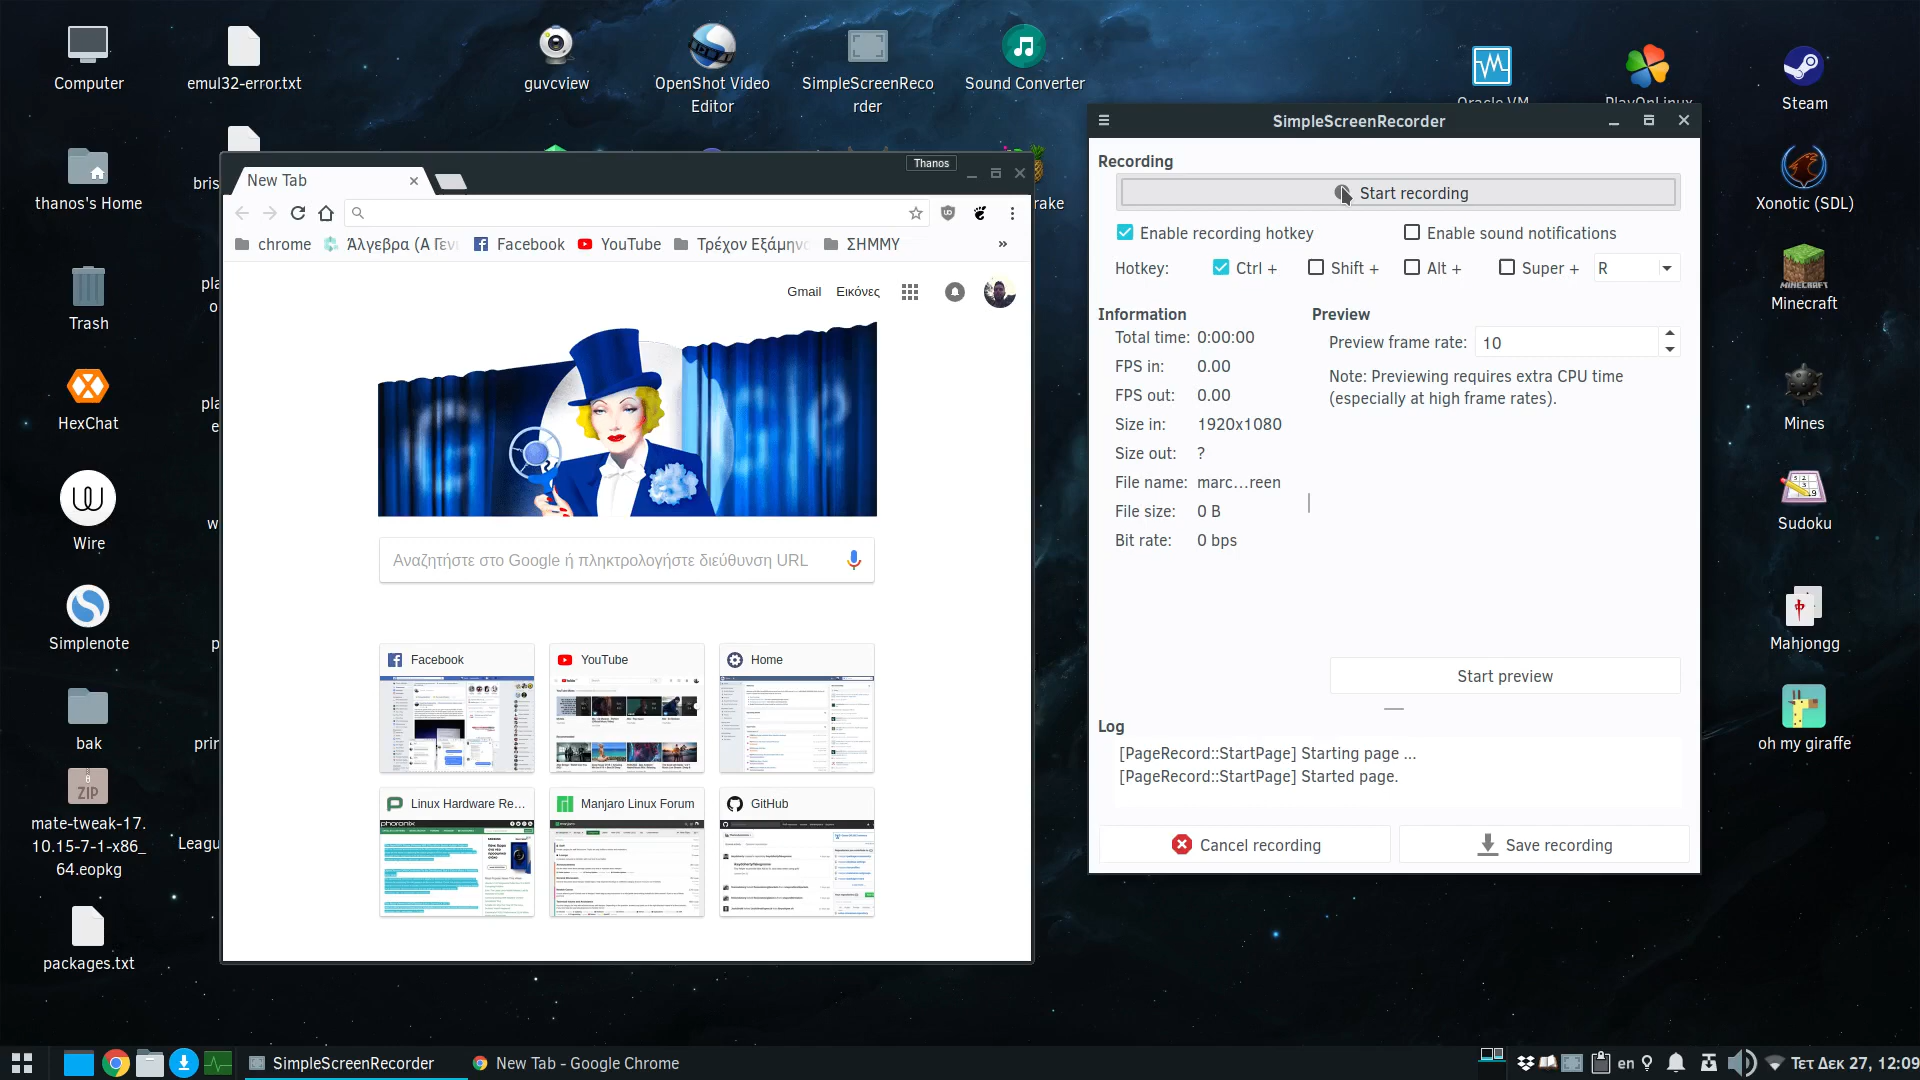 Computer
emul32-error.txt
guvcview
OpenShot Video
Editor
SimpleScreenReco
rder
Sound Converter
Steam
thanos's Home
Xonotic (SDL)
Trash
Minecraft
HexChat
Mines
Wire
Sudoku
Simplenote
Mahjongg
bak
oh my giraffe
ZIP
mate-tweak-17.
10.15-7-1-x86_
64.eopkg
packages.txt
Thanos
New Tab
chrome
Facebook
YouTube
ΣΗΜΜΥ
»
Gmail Εικόνες
Αναζητήστε στο Google ή πληκτρολογήστε διεύθυνση URL
Facebook
YouTube
Home
Linux Hardware Re...
Manjaro Linux Forum
GitHub
SimpleScreenRecorder
Recording
Start recording
Enable recording hotkey
Enable sound notifications
Hotkey: Ctrl + Shift + Alt + Super + R
Information
Total time: 0:00:00
FPS in: 0.00
FPS out: 0.00
Size in: 1920x1080
Size out: ?
File name: marc...reen
File size: 0 B
Bit rate: 0 bps
Preview
Preview frame rate: 10
Note: Previewing requires extra CPU time
(especially at high frame rates).
Start preview
Log
[PageRecord::StartPage] Starting page ...
[PageRecord::StartPage] Started page.
Cancel recording
Save recording
SimpleScreenRecorder
New Tab - Google Chrome
en
Τετ Δεκ 27, 12:09